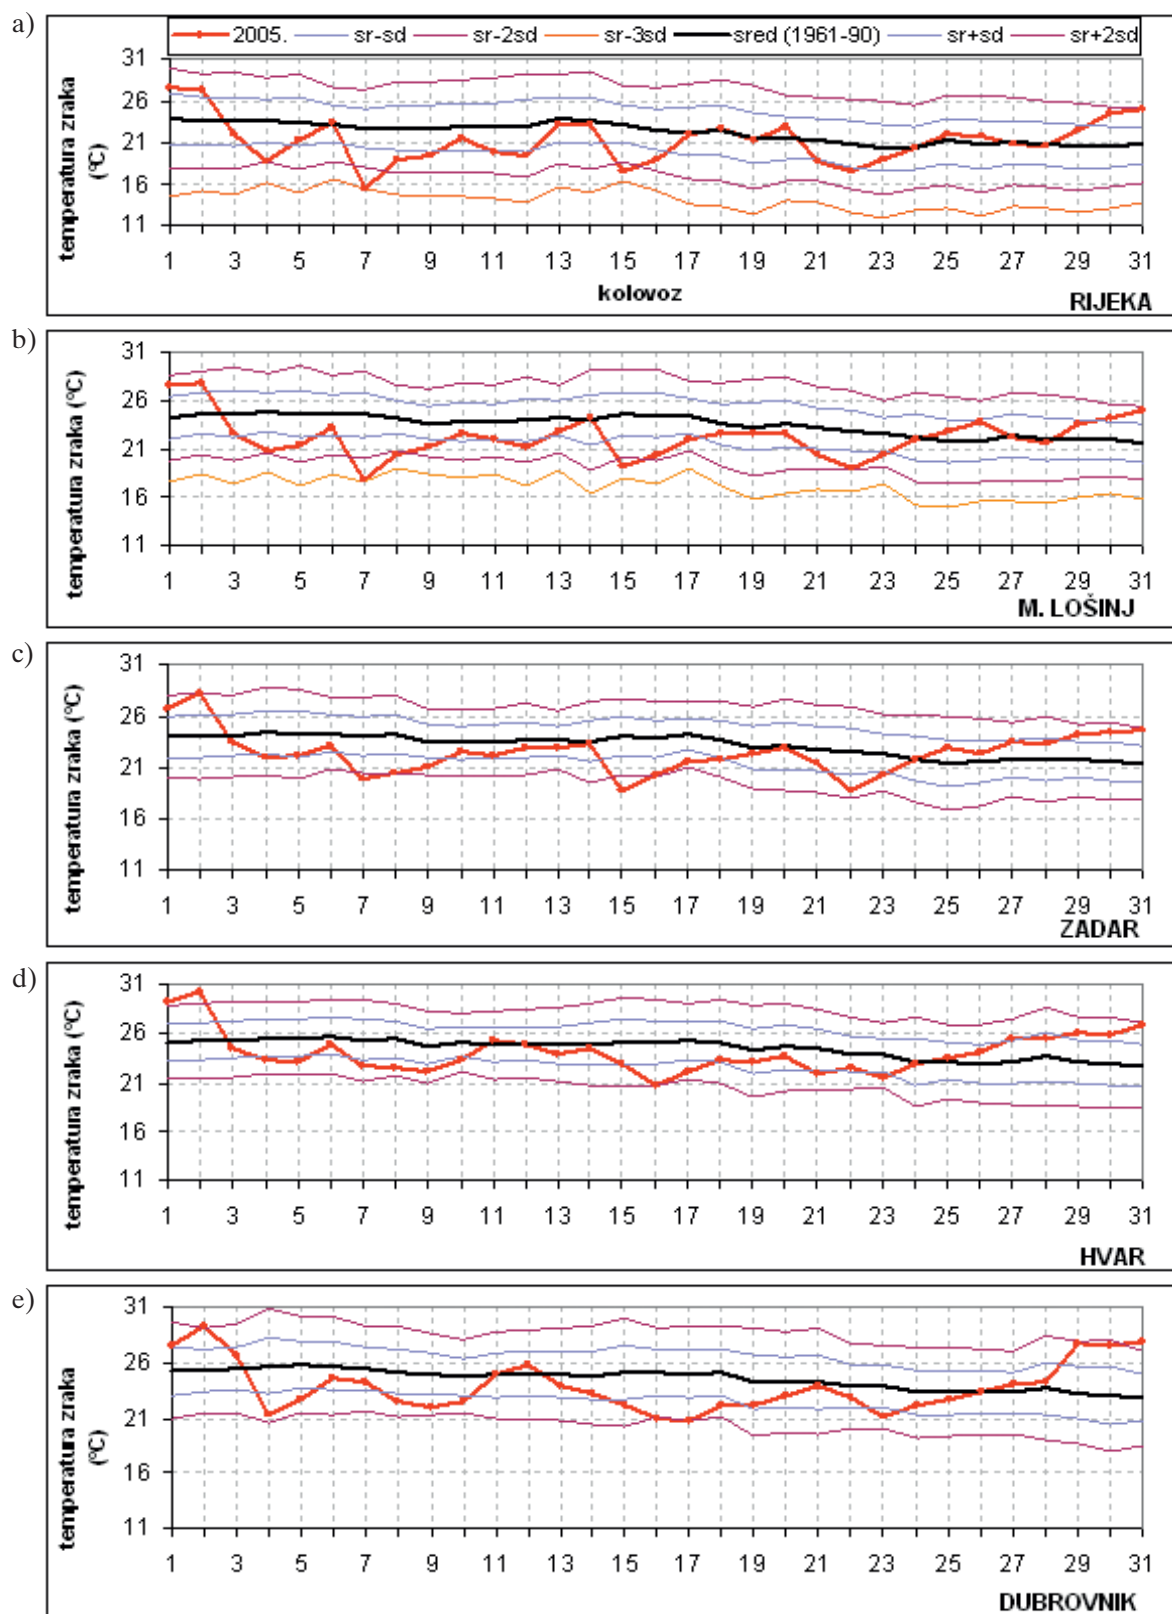 a)
2005. sr-sd sr-2sd sr-3sd sred (1961-90) sr+sd sr+2sd
temperatura zraka
(°C)
31
26
21
16
11
1 3 5 7 9 11 13 15 17 19 21 23 25 27 29 31
kolovoz
RIJEKA
b)
temperatura zraka (°C)
31
26
21
16
11
1 3 5 7 9 11 13 15 17 19 21 23 25 27 29 31
M. LOŠINJ
c)
temperatura zraka (°C)
31
26
21
16
11
1 3 5 7 9 11 13 15 17 19 21 23 25 27 29 31
ZADAR
d)
temperatura zraka (°C)
31
26
21
16
11
1 3 5 7 9 11 13 15 17 19 21 23 25 27 29 31
HVAR
e)
temperatura zraka
(°C)
31
26
21
16
11
1 3 5 7 9 11 13 15 17 19 21 23 25 27 29 31
DUBROVNIK